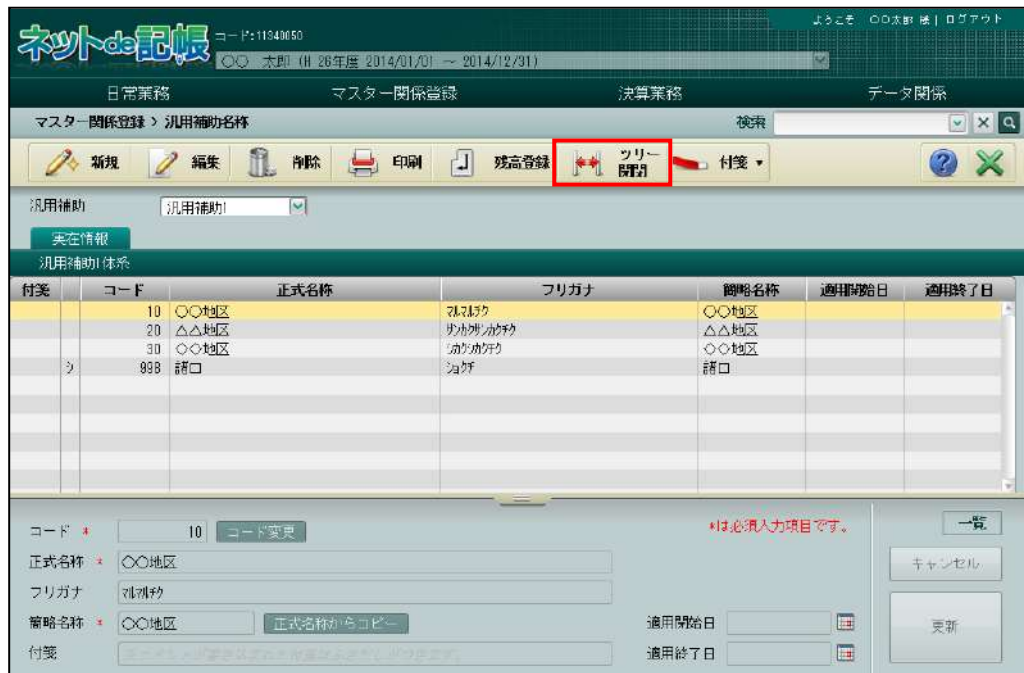 ようこそ 〇〇太郎 様 | ログアウト
ネットde記帳 コード:11340050
〇〇 太郎 (H 26年度 2014/01/01 ～ 2014/12/31)
日常業務 マスター関係登録 決算業務 データ関係
マスター関係登録 > 汎用補助名称 検索
新規 編集 削除 印刷 残高登録 ツリー開閉 付箋
汎用補助 汎用補助1
実在情報
汎用補助1体系
付箋 コード 正式名称 フリガナ 簡略名称 適用開始日 適用終了日
10 〇〇地区 マルマルチク 〇〇地区
20 △△地区 サンカクサンカクチク △△地区
30 ◇◇地区 シカクシカクチク ◇◇地区
ｼ 998 諸口 ショクチ 諸口
コード * 10 コード変更 *は必須入力項目です。 一覧
正式名称 * 〇〇地区 キャンセル
フリガナ マルマルチク
簡略名称 * 〇〇地区 正式名称からコピー 適用開始日 更新
付箋 適用終了日